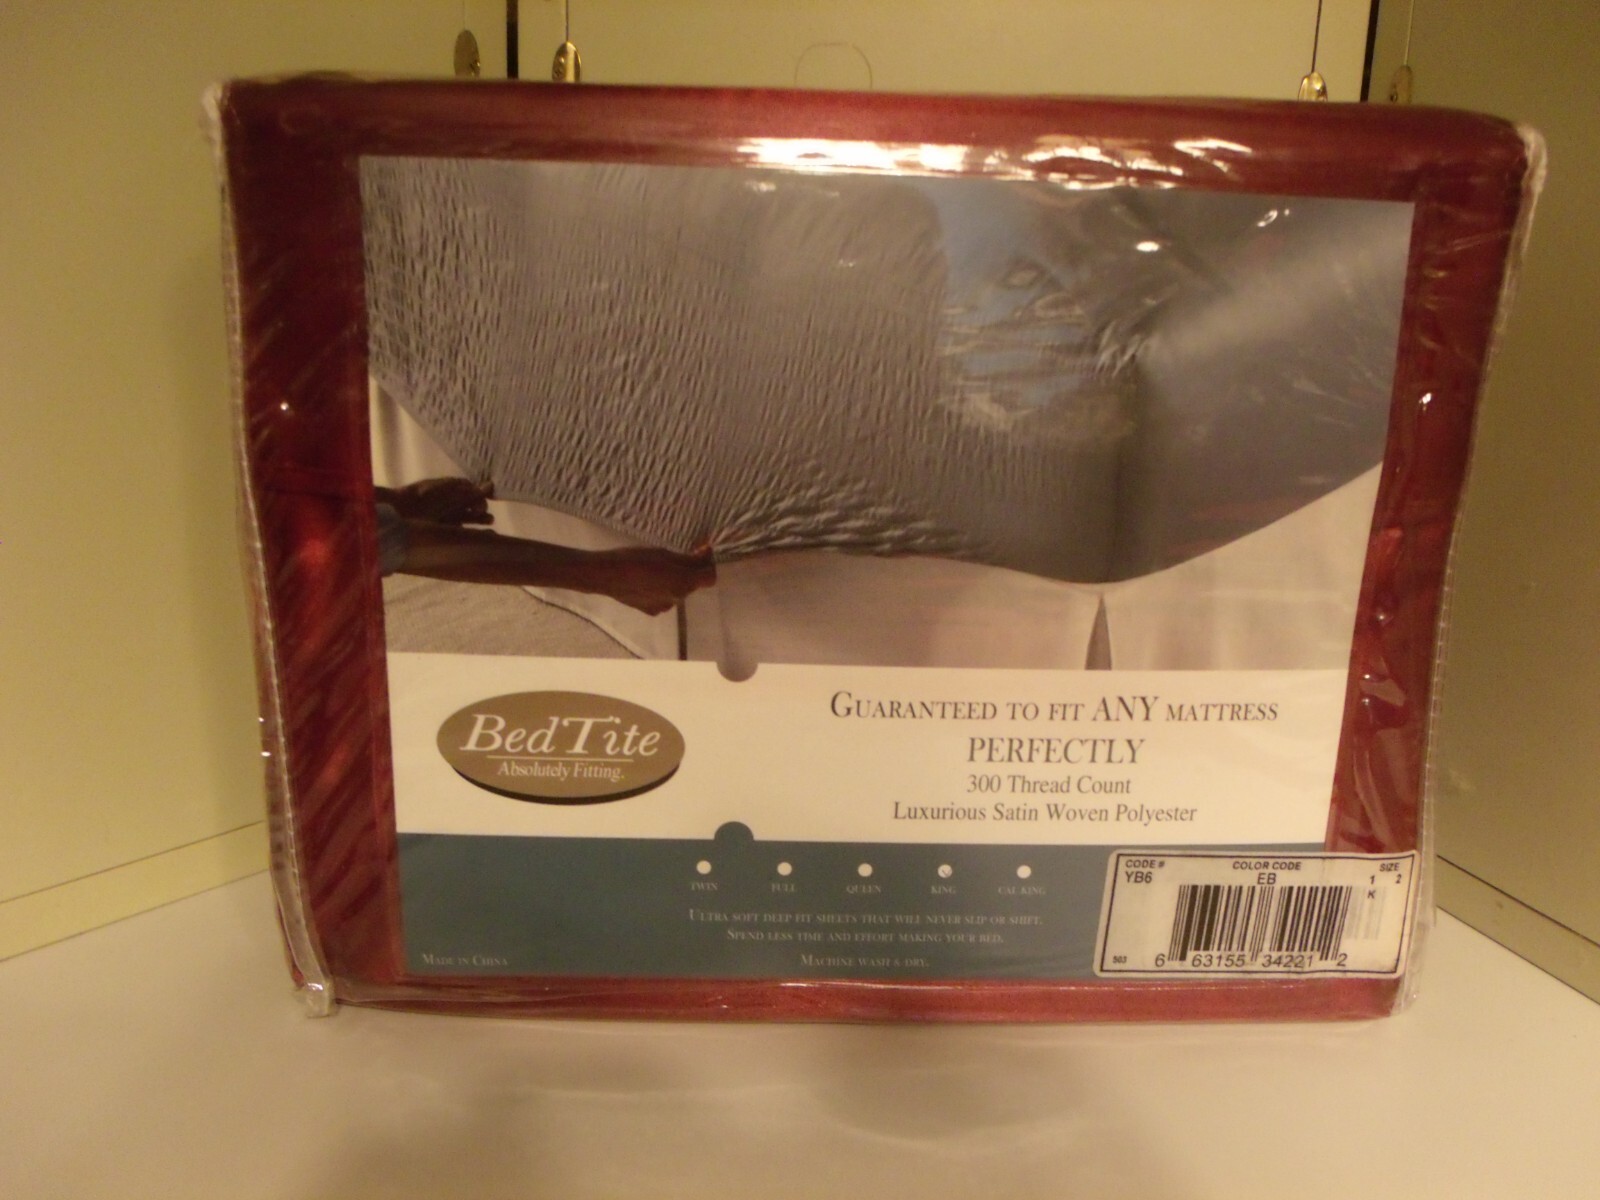 Bed Tite
Absolutely Fitting.
GUARANTEED TO FIT ANY MATTRESS
PERFECTLY
300 Thread Count
Luxurious Satin Woven Polyester
TWIN FULL QUEEN KING CAL KING
ULTRA SOFT DEEP FIT SHEETS THAT WILL NEVER SLIP OR SHIFT.
SPEND LESS TIME AND EFFORT MAKING YOUR BED.
MADE IN CHINA
MACHINE WASH & DRY.
CODE # COLOR CODE SIZE
YB6 EB 1 2
K
503 6 63155 34221 2